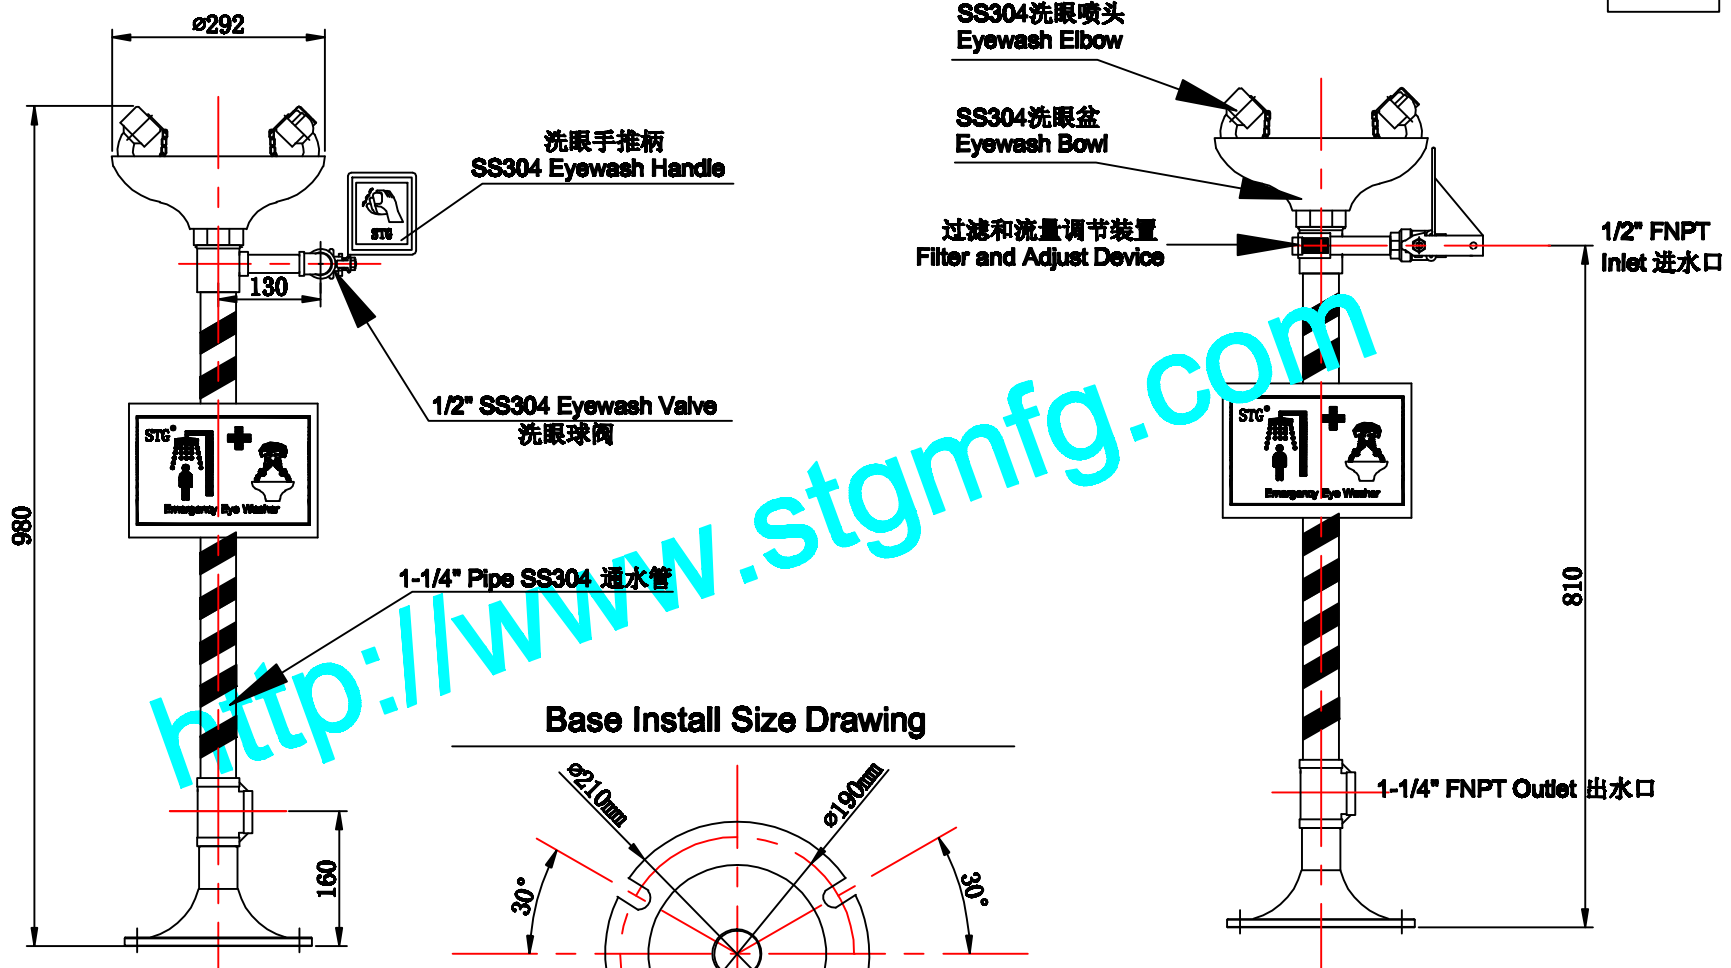 ø292
SS304洗眼喷头
Eyewash Elbow
SS304洗眼盆
Eyewash Bowl
洗眼手推柄
SS304 Eyewash Handle
STG
过滤和流量调节装置
Filter and Adjust Device
1/2" FNPT
Inlet 进水口
130
1/2" SS304 Eyewash Valve
洗眼球阀
STG®
Emergency Eye Washer
STG®
Emergency Eye Washer
980
810
1-1/4" Pipe SS304 通水管
http://www.stgmfg.com
Base Install Size Drawing
ø210mm
ø190mm
1-1/4" FNPT Outlet 出水口
160
30°
30°